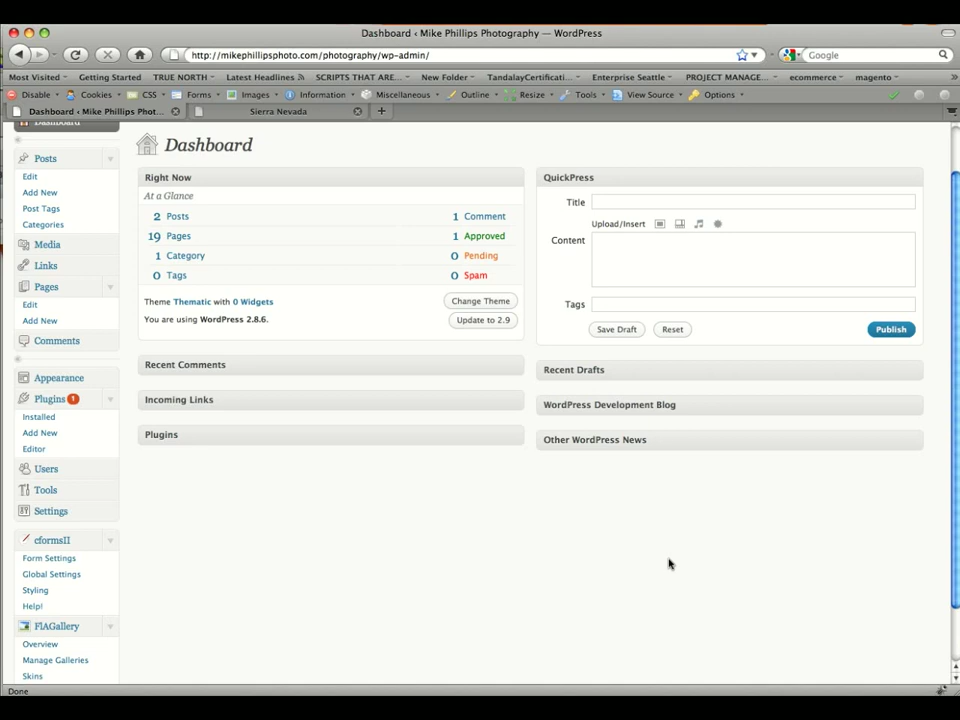 Dashboard ‹ Mike Phillips Photography — WordPress
http://mikephillipsphoto.com/photography/wp-admin/
Google
Most Visited Getting Started TRUE NORTH Latest Headlines SCRIPTS THAT ARE... New Folder TandalayCertificati... Enterprise Seattle PROJECT MANAGE... ecommerce magento
Disable Cookies CSS Forms Images Information Miscellaneous Outline Resize Tools View Source Options
Dashboard ‹ Mike Phillips Phot... Sierra Nevada
Dashboard
Posts
Edit
Add New
Post Tags
Categories
Media
Links
Pages
Edit
Add New
Comments
Appearance
Plugins 1
Installed
Add New
Editor
Users
Tools
Settings
cformsII
Form Settings
Global Settings
Styling
Help!
FlAGallery
Overview
Manage Galleries
Skins
Dashboard
Right Now
At a Glance
2 Posts 1 Comment
19 Pages 1 Approved
1 Category 0 Pending
0 Tags 0 Spam
Theme Thematic with 0 Widgets Change Theme
You are using WordPress 2.8.6. Update to 2.9
Recent Comments
Incoming Links
Plugins
QuickPress
Title
Upload/Insert
Content
Tags
Save Draft Reset Publish
Recent Drafts
WordPress Development Blog
Other WordPress News
Done